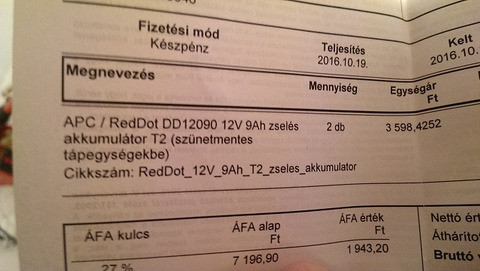 Fizetési mód
Készpénz
Teljesítés
2016.10.19.
Kelt
2016.10.
Megnevezés
Mennyiség
Egységár
Ft
APC / RedDot DD12090 12V 9Ah zselés
akkumulátor T2 (szünetmentes
tápegységekbe)
Cikkszám: RedDot_12V_9Ah_T2_zseles_akkumulator
2 db
3 598,4252
ÁFA kulcs
ÁFA alap
Ft
ÁFA érték
Ft
Nettó ér
Áthárítot
Bruttó v
27 %
7 196,90
1 943,20